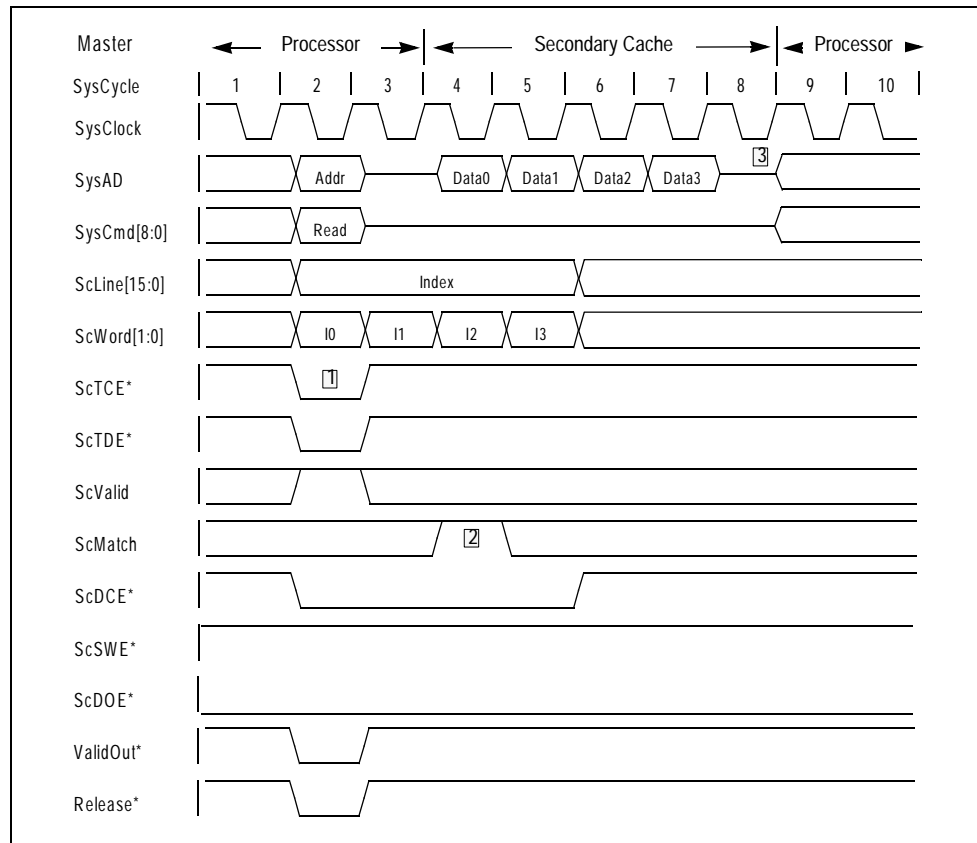 Master Processor Secondary Cache Processor
SysCycle 1 2 3 4 5 6 7 8 9 10
SysClock
3
SysAD Addr Data0 Data1 Data2 Data3
SysCmd[8:0] Read
ScLine[15:0] Index
ScWord[1:0] I0 I1 I2 I3
ScTCE* 1
ScTDE*
ScValid
ScMatch 2
ScDCE*
ScSWE*
ScDOE*
ValidOut*
Release*